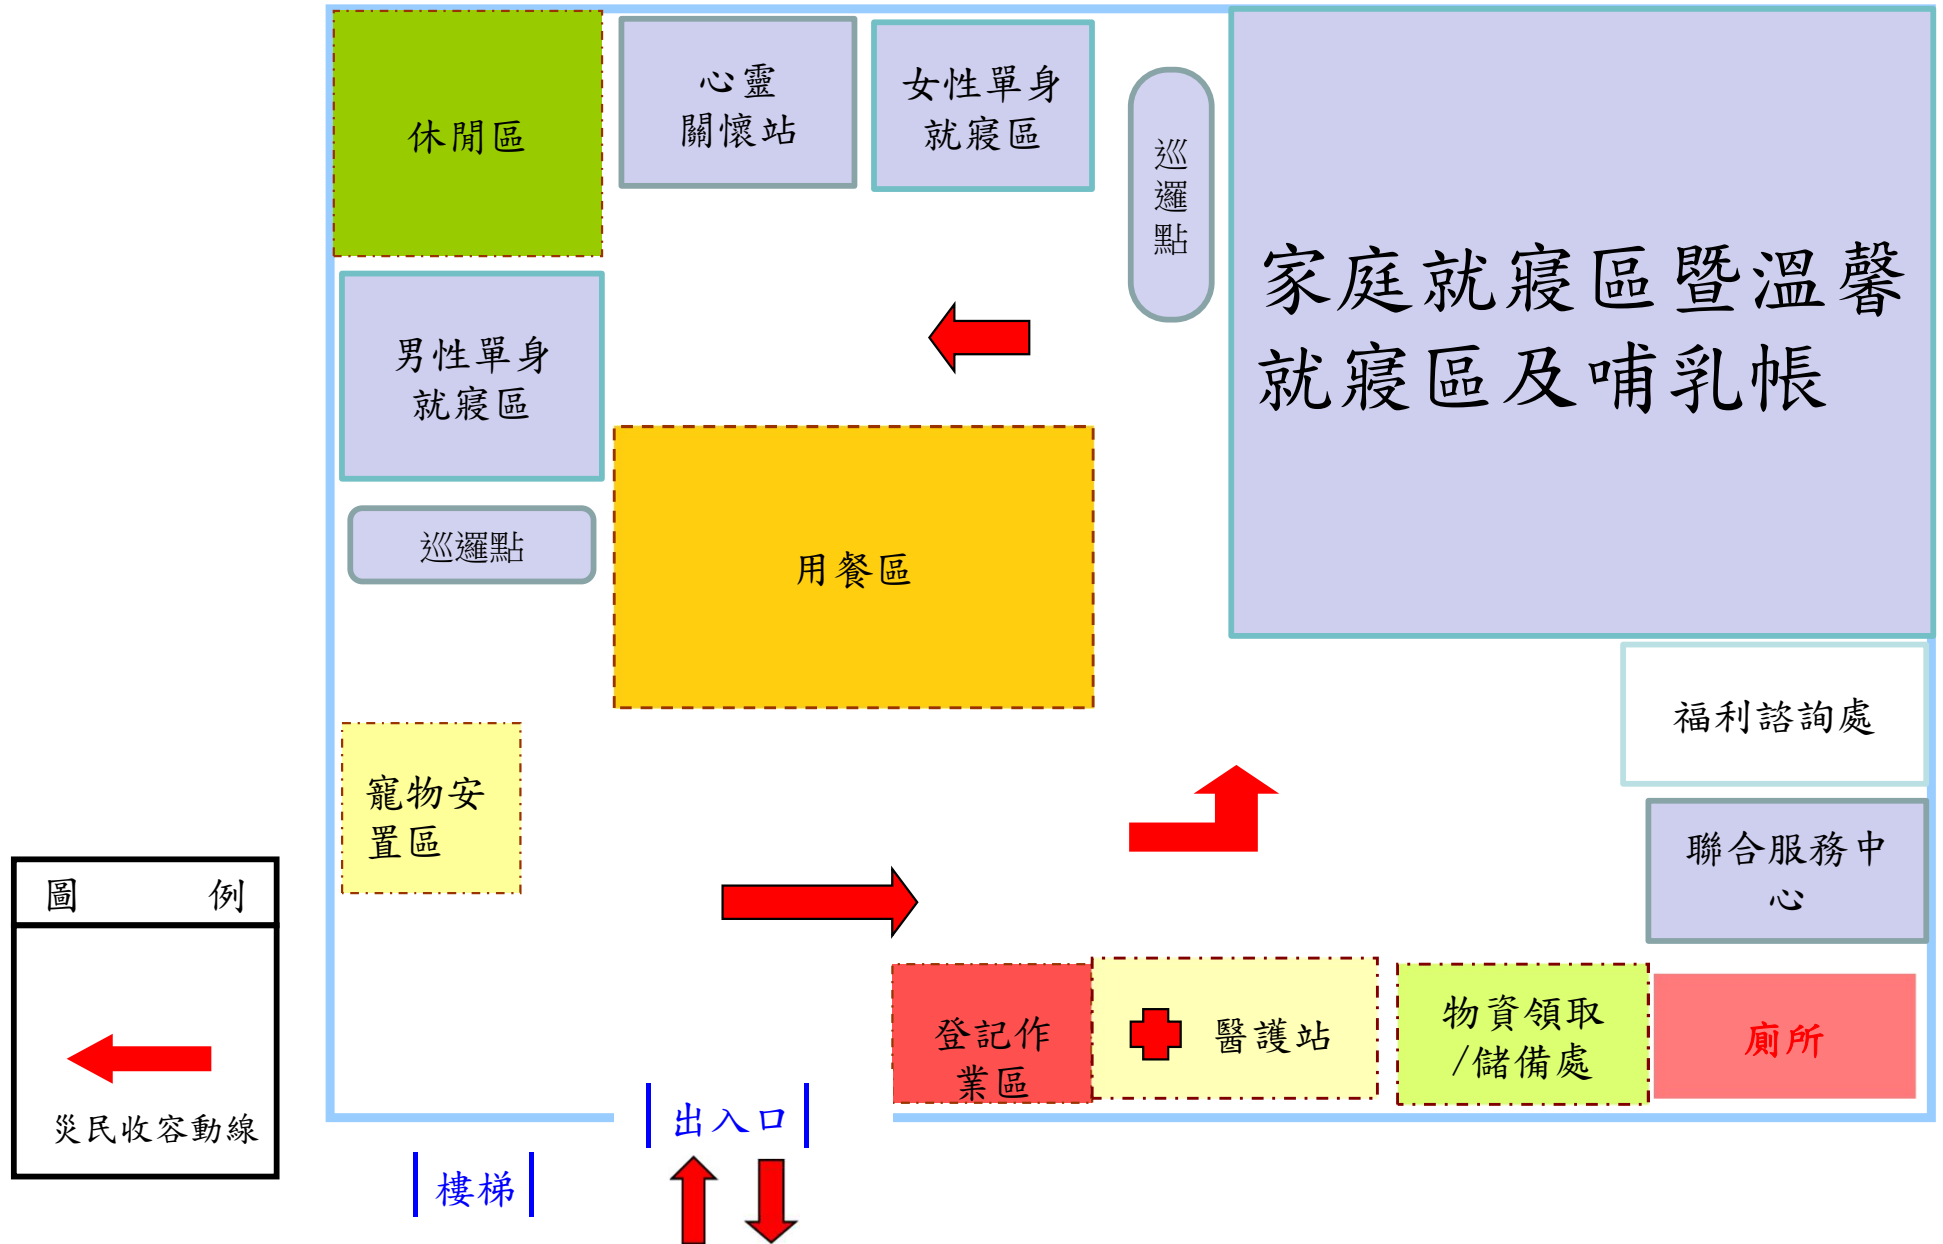 休閒區
心靈
關懷站
女性單身
就寢區
巡邏點
家庭就寢區暨溫馨
就寢區及哺乳帳
男性單身
就寢區
巡邏點
用餐區
福利諮詢處
寵物安
置區
聯合服務中
心
登記作
業區
醫護站
物資領取
/儲備處
廁所
出入口
樓梯
圖 例
災民收容動線